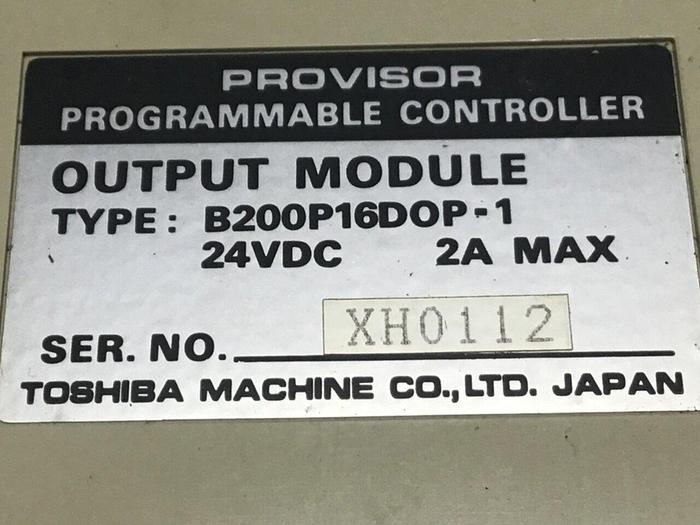 PROVISOR
PROGRAMMABLE CONTROLLER
OUTPUT MODULE
TYPE: B200P16DOP-1
24VDC 2A MAX
SER. NO. XH0112
TOSHIBA MACHINE CO.,LTD. JAPAN